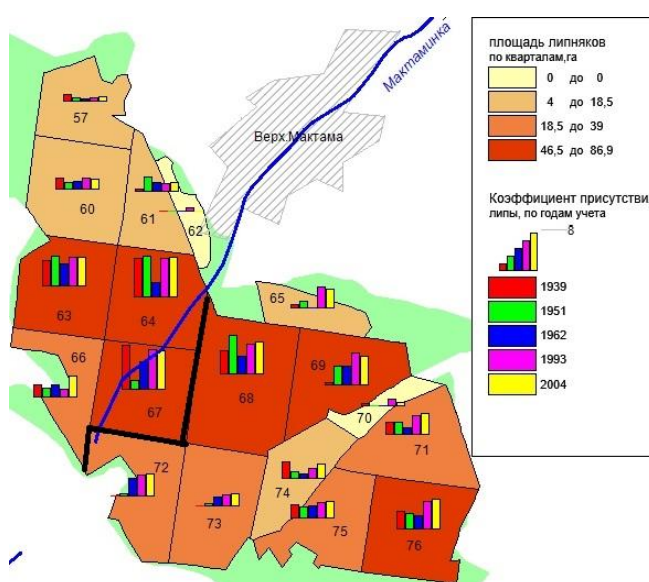 площадь липняков
по кварталам,га
0 до 0
4 до 18,5
18,5 до 39
46,5 до 86,9
Коэффициент присутстви
липы, по годам учета
8
1939
1951
1962
1993
2004
Мактаминка
Верх.Мактама
57
60
61
62
63
64
65
66
67
68
69
70
71
72
73
74
75
76